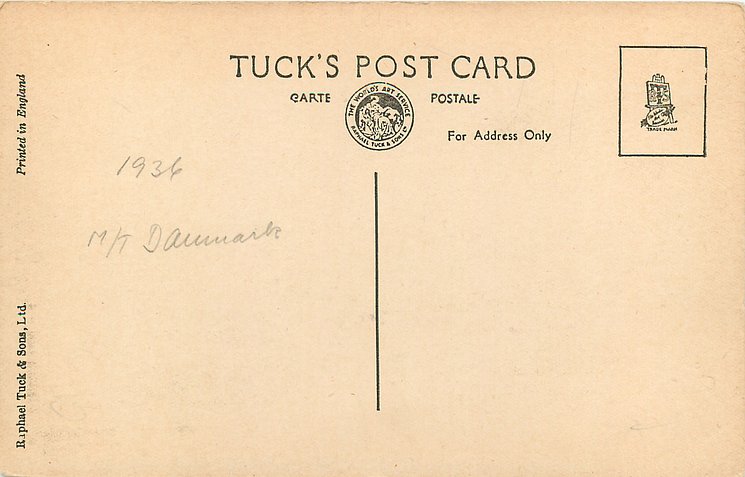 TUCK'S POST CARD
CARTE POSTALE
THE WORLD'S ART SERVICE
RAPHAEL TUCK & SONS LD
For Address Only
TRADE MARK
Printed in England
1936
M/T Danmark
Raphael Tuck & Sons, Ltd.